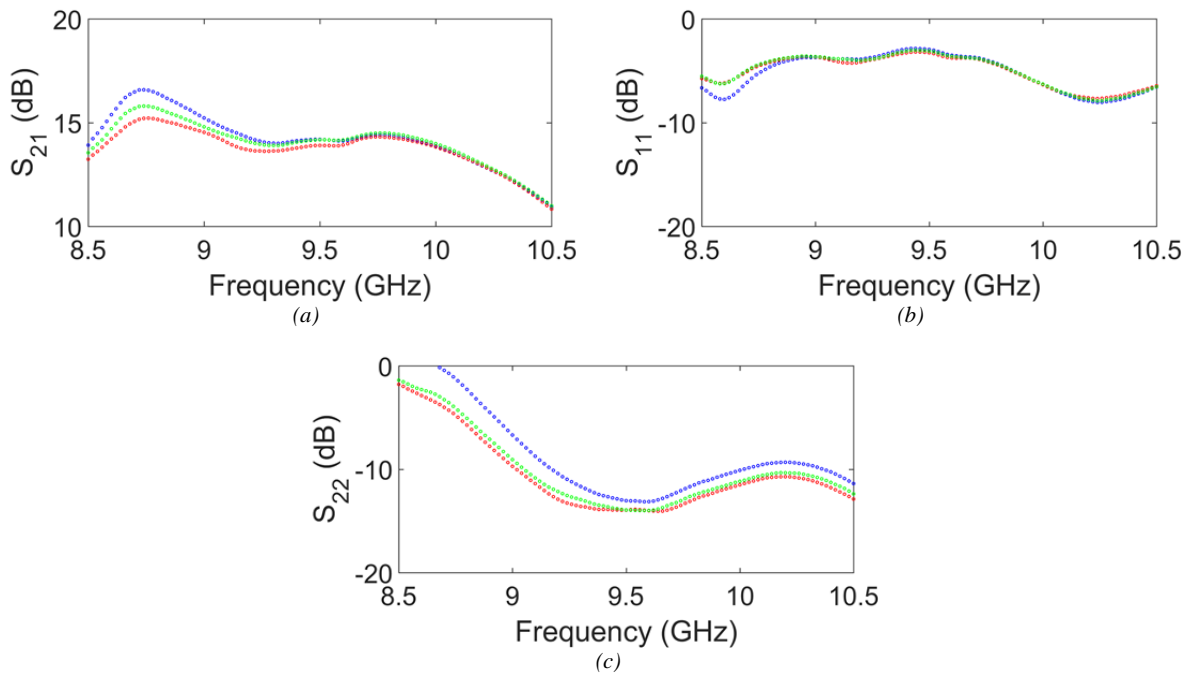 20
15
10
S21 (dB)
8.5 9 9.5 10 10.5
Frequency (GHz)
(a)
0
-10
-20
S11 (dB)
8.5 9 9.5 10 10.5
Frequency (GHz)
(b)
0
-10
-20
S22 (dB)
8.5 9 9.5 10 10.5
Frequency (GHz)
(c)